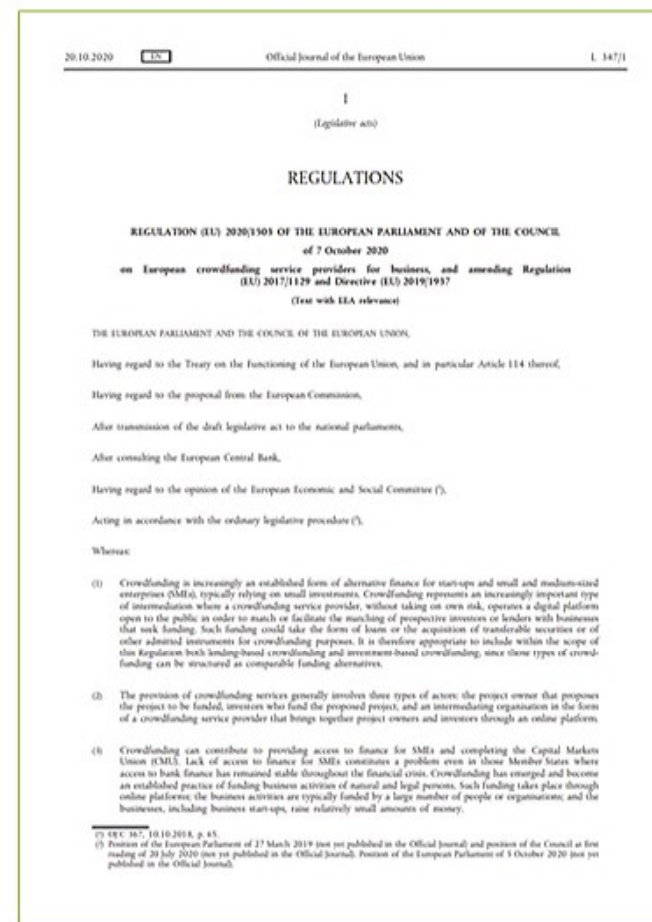 20.10.2020 EN Official Journal of the European Union L 347/1
I
(Legislative acts)
REGULATIONS
REGULATION (EU) 2020/1503 OF THE EUROPEAN PARLIAMENT AND OF THE COUNCIL
of 7 October 2020
on European crowdfunding service providers for business, and amending Regulation
(EU) 2017/1129 and Directive (EU) 2019/1937
(Text with EEA relevance)
THE EUROPEAN PARLIAMENT AND THE COUNCIL OF THE EUROPEAN UNION,
Having regard to the Treaty on the Functioning of the European Union, and in particular Article 114 thereof,
Having regard to the proposal from the European Commission,
After transmission of the draft legislative act to the national parliaments,
After consulting the European Central Bank,
Having regard to the opinion of the European Economic and Social Committee (¹),
Acting in accordance with the ordinary legislative procedure (²),
Whereas:
(1) Crowdfunding is increasingly an established form of alternative finance for start-ups and small and medium-sized
enterprises (SMEs), typically relying on small investments. Crowdfunding represents an increasingly important type
of intermediation where a crowdfunding service provider, without taking on own risk, operates a digital platform
open to the public in order to match or facilitate the matching of prospective investors or lenders with businesses
that seek funding. Such funding could take the form of loans or the acquisition of transferable securities or of
other admitted instruments for crowdfunding purposes. It is therefore appropriate to include within the scope of
this Regulation both lending-based crowdfunding and investment-based crowdfunding, since those types of crowd-
funding can be structured as comparable funding alternatives.
(2) The provision of crowdfunding services generally involves three types of actors: the project owner that proposes
the project to be funded, investors who fund the proposed project, and an intermediating organisation in the form
of a crowdfunding service provider that brings together project owners and investors through an online platform.
(3) Crowdfunding can contribute to providing access to finance for SMEs and completing the Capital Markets
Union (CMU). Lack of access to finance for SMEs constitutes a problem even in those Member States where
access to bank finance has remained stable throughout the financial crisis. Crowdfunding has emerged and become
an established practice of funding business activities of natural and legal persons. Such funding takes place through
online platforms; the business activities are typically funded by a large number of people or organisations; and the
businesses, including business start-ups, raise relatively small amounts of money.
(¹) OJ C 367, 10.10.2018, p. 65.
(²) Position of the European Parliament of 27 March 2019 (not yet published in the Official Journal) and position of the Council at first
reading of 20 July 2020 (not yet published in the Official Journal). Position of the European Parliament of 5 October 2020 (not yet
published in the Official Journal).